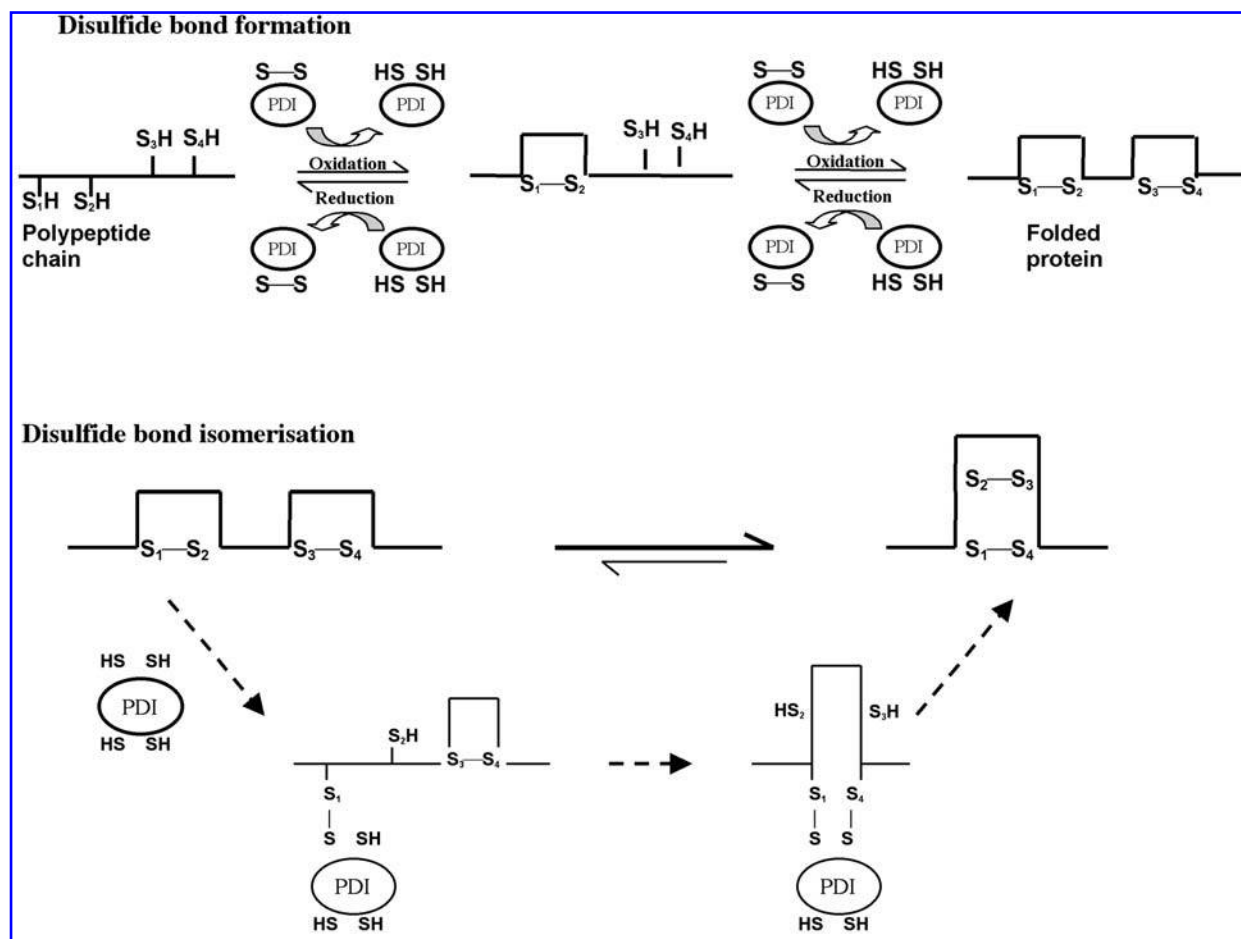 Disulfide bond formation
S—S HS SH S—S HS SH
PDI PDI PDI PDI
S₃H S₄H S₃H S₄H
Oxidation Oxidation
S₁—S₂ S₁—S₂ S₃—S₄
Reduction Reduction
S₁H S₂H
Polypeptide
chain
Folded
protein
PDI PDI PDI PDI
S—S HS SH S—S HS SH
Disulfide bond isomerisation
S₂—S₃
S₁—S₂ S₃—S₄ S₁—S₄
HS SH
PDI
HS SH
S₂H
S₃—S₄
S₁
S SH
PDI
HS SH
HS₂ S₃H
S₁ S₄
S S
PDI
HS SH